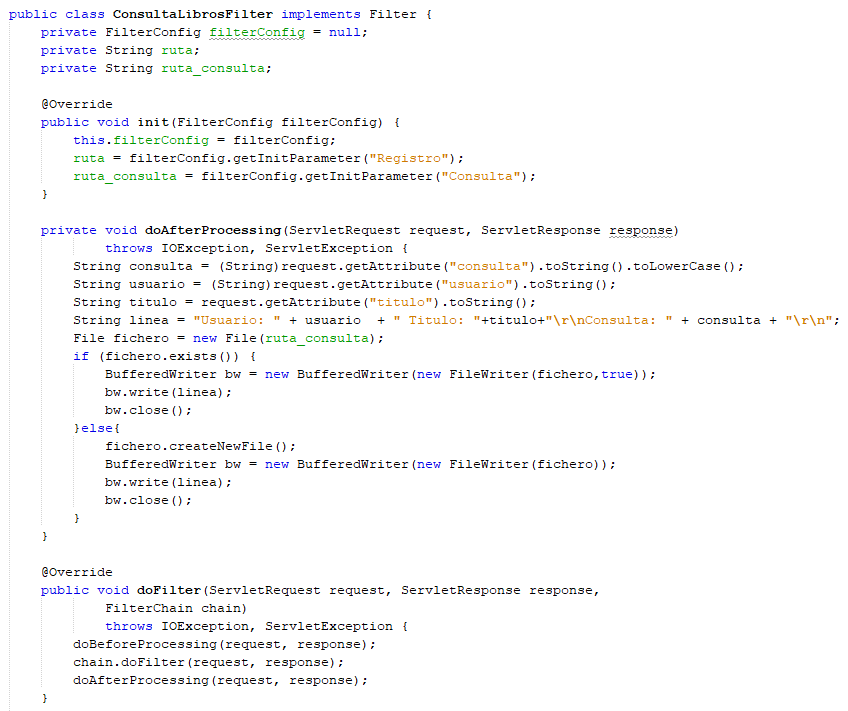 public class ConsultaLibrosFilter implements Filter {
    private FilterConfig filterConfig = null;
    private String ruta;
    private String ruta_consulta;

    @Override
    public void init(FilterConfig filterConfig) {
        this.filterConfig = filterConfig;
        ruta = filterConfig.getInitParameter("Registro");
        ruta_consulta = filterConfig.getInitParameter("Consulta");
    }

    private void doAfterProcessing(ServletRequest request, ServletResponse response)
            throws IOException, ServletException {
        String consulta = (String)request.getAttribute("consulta").toString().toLowerCase();
        String usuario = (String)request.getAttribute("usuario").toString();
        String titulo = request.getAttribute("titulo").toString();
        String linea = "Usuario: " + usuario  + " Titulo: "+titulo+"\r\nConsulta: " + consulta + "\r\n";
        File fichero = new File(ruta_consulta);
        if (fichero.exists()) {
            BufferedWriter bw = new BufferedWriter(new FileWriter(fichero,true));
            bw.write(linea);
            bw.close();
        }else{
            fichero.createNewFile();
            BufferedWriter bw = new BufferedWriter(new FileWriter(fichero));
            bw.write(linea);
            bw.close();
        }
    }

    @Override
    public void doFilter(ServletRequest request, ServletResponse response,
            FilterChain chain)
            throws IOException, ServletException {
        doBeforeProcessing(request, response);
        chain.doFilter(request, response);
        doAfterProcessing(request, response);
    }